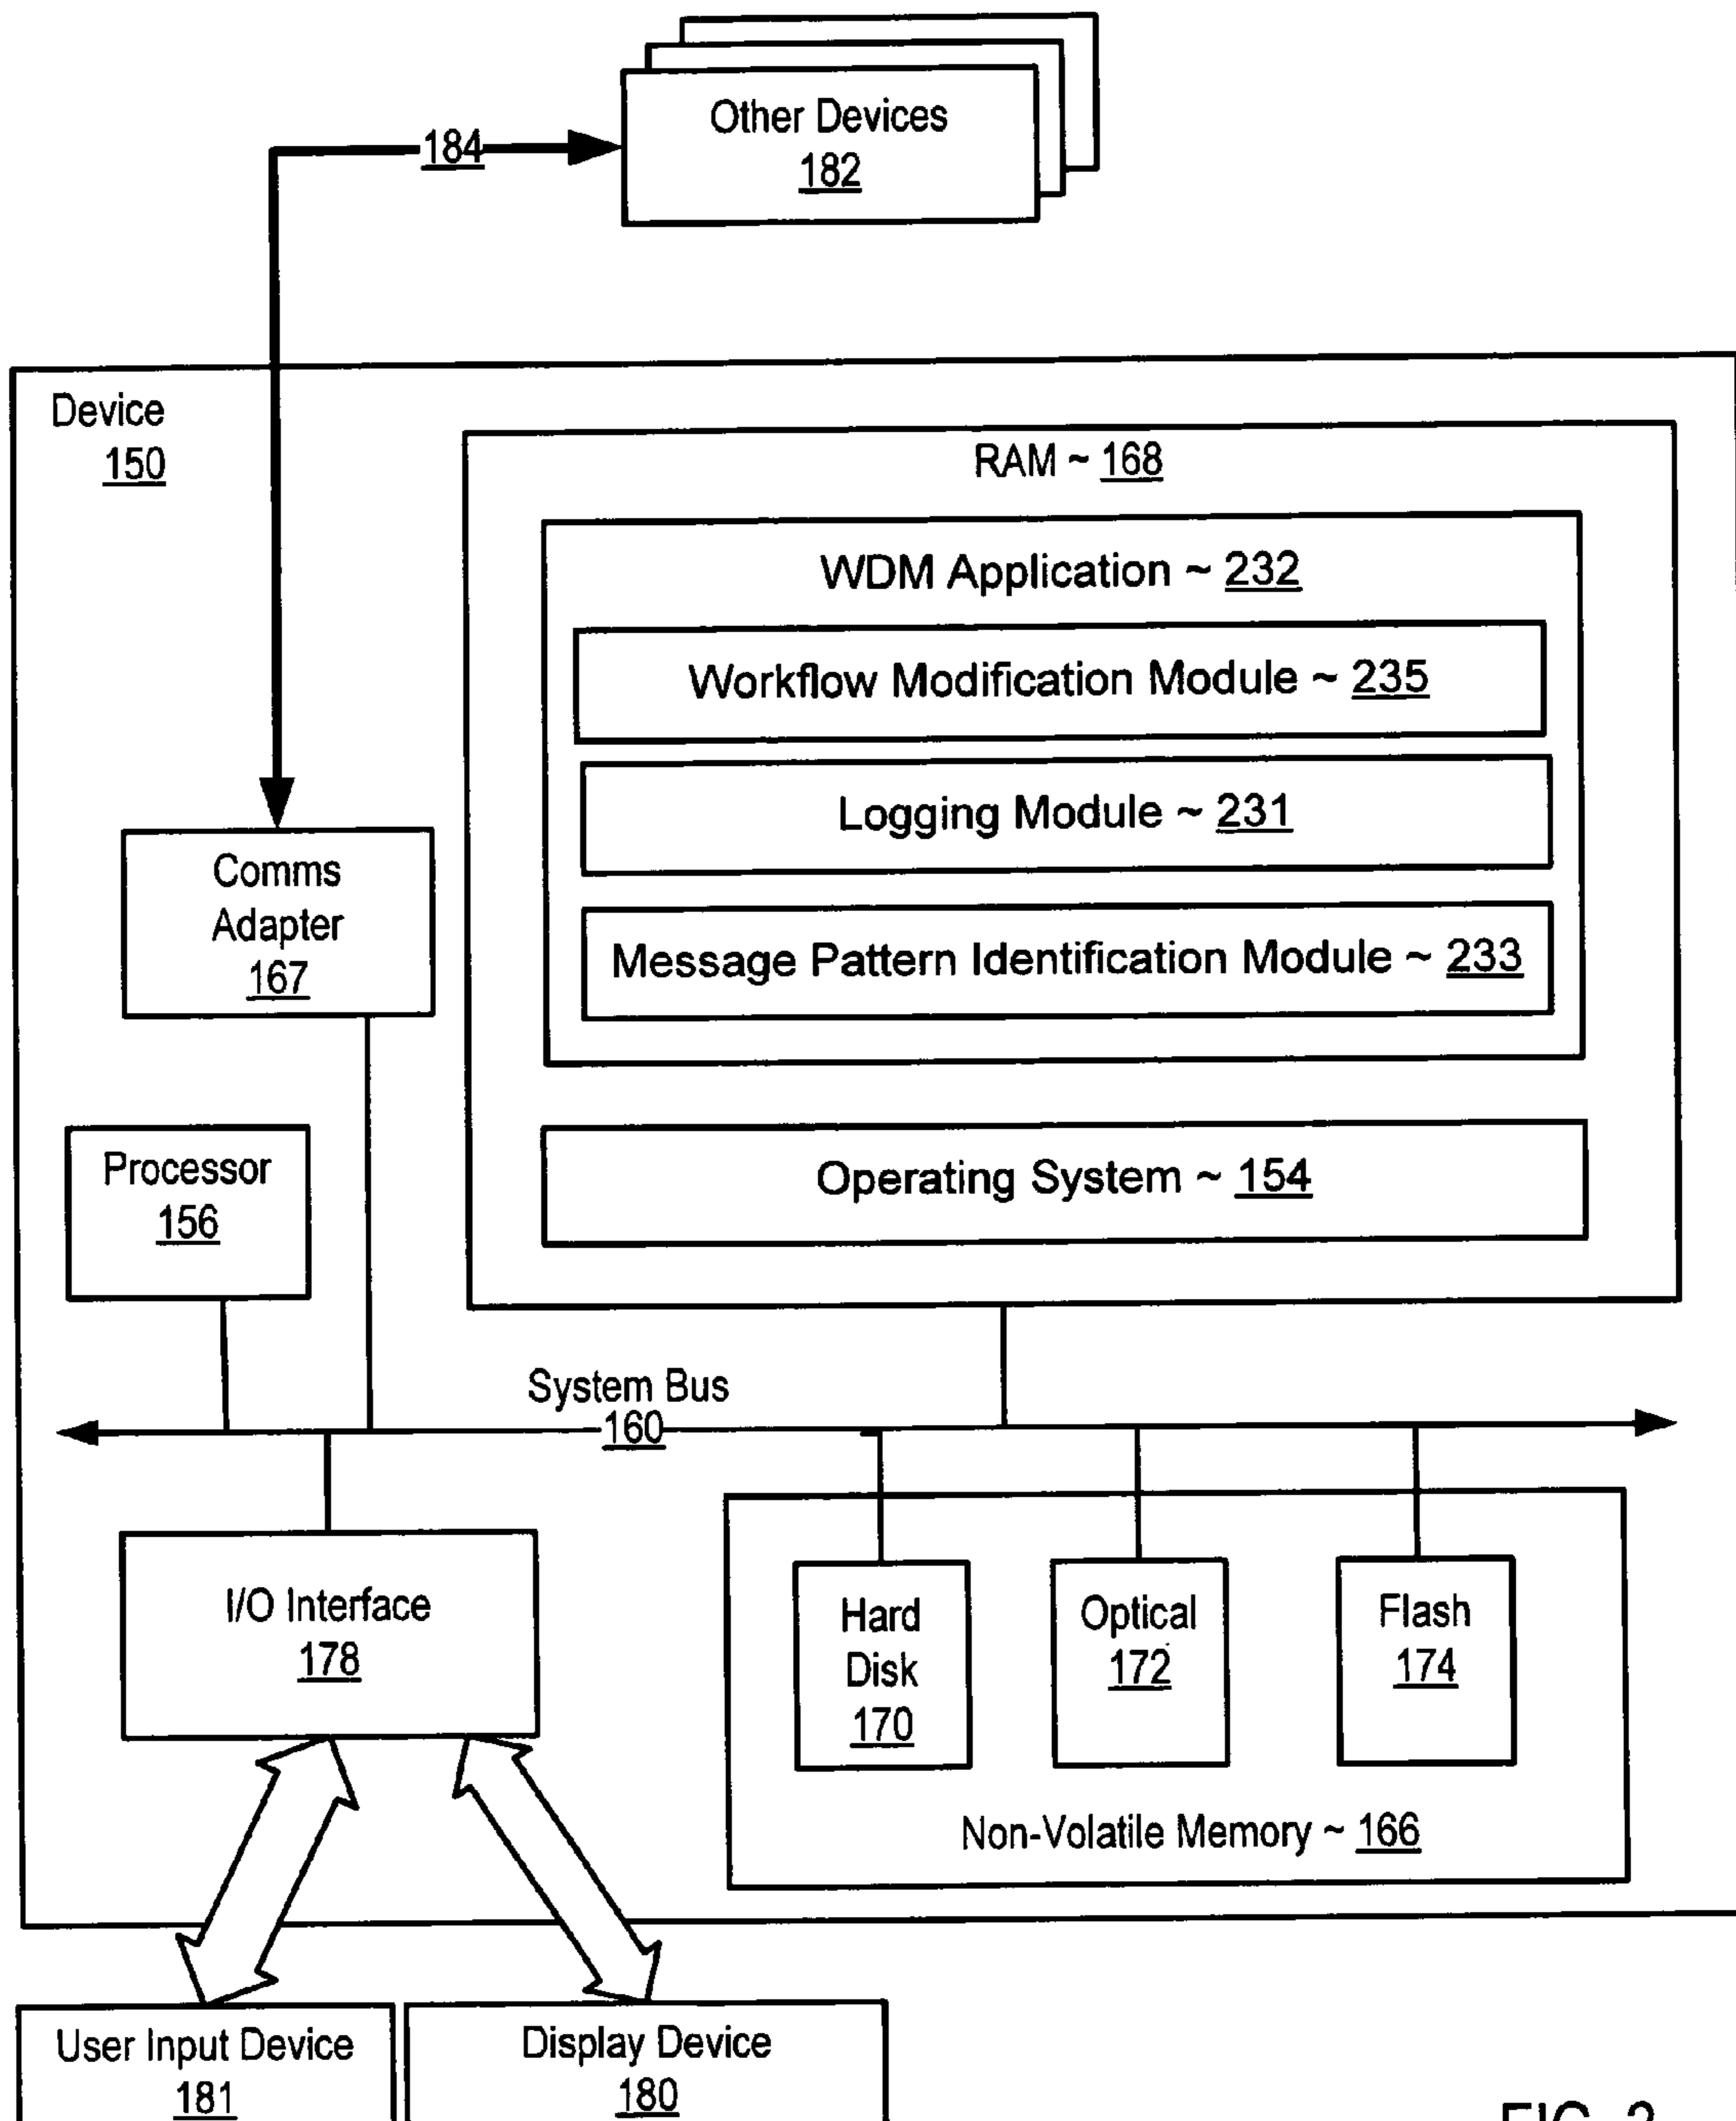 Other Devices
182
184
Device
150
RAM ~ 168
WDM Application ~ 232
Workflow Modification Module ~ 235
Logging Module ~ 231
Message Pattern Identification Module ~ 233
Comms
Adapter
167
Processor
156
Operating System ~ 154
System Bus
160
I/O Interface
178
Hard
Disk
170
Optical
172
Flash
174
Non-Volatile Memory ~ 166
User Input Device
181
Display Device
180